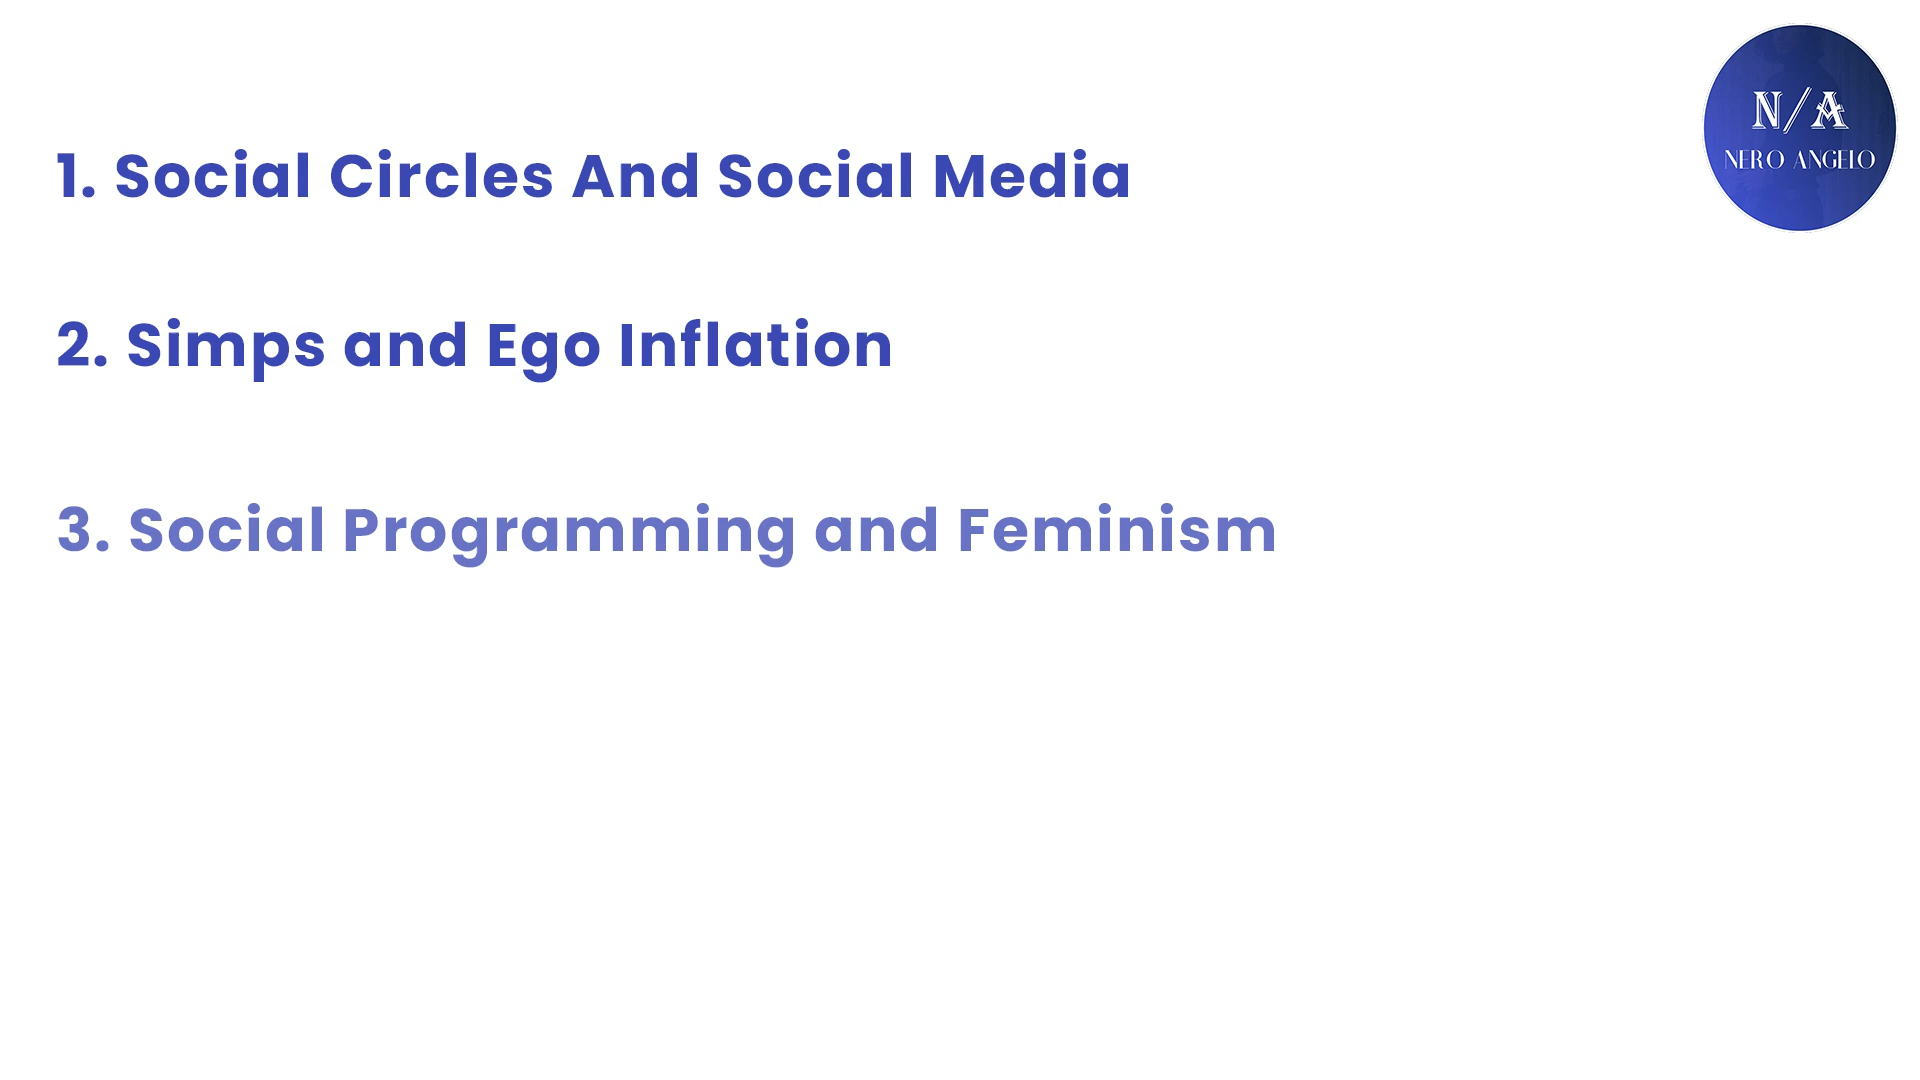 N/A
NERO ANGELO
1. Social Circles And Social Media
2. Simps and Ego Inflation
3. Social Programming and Feminism